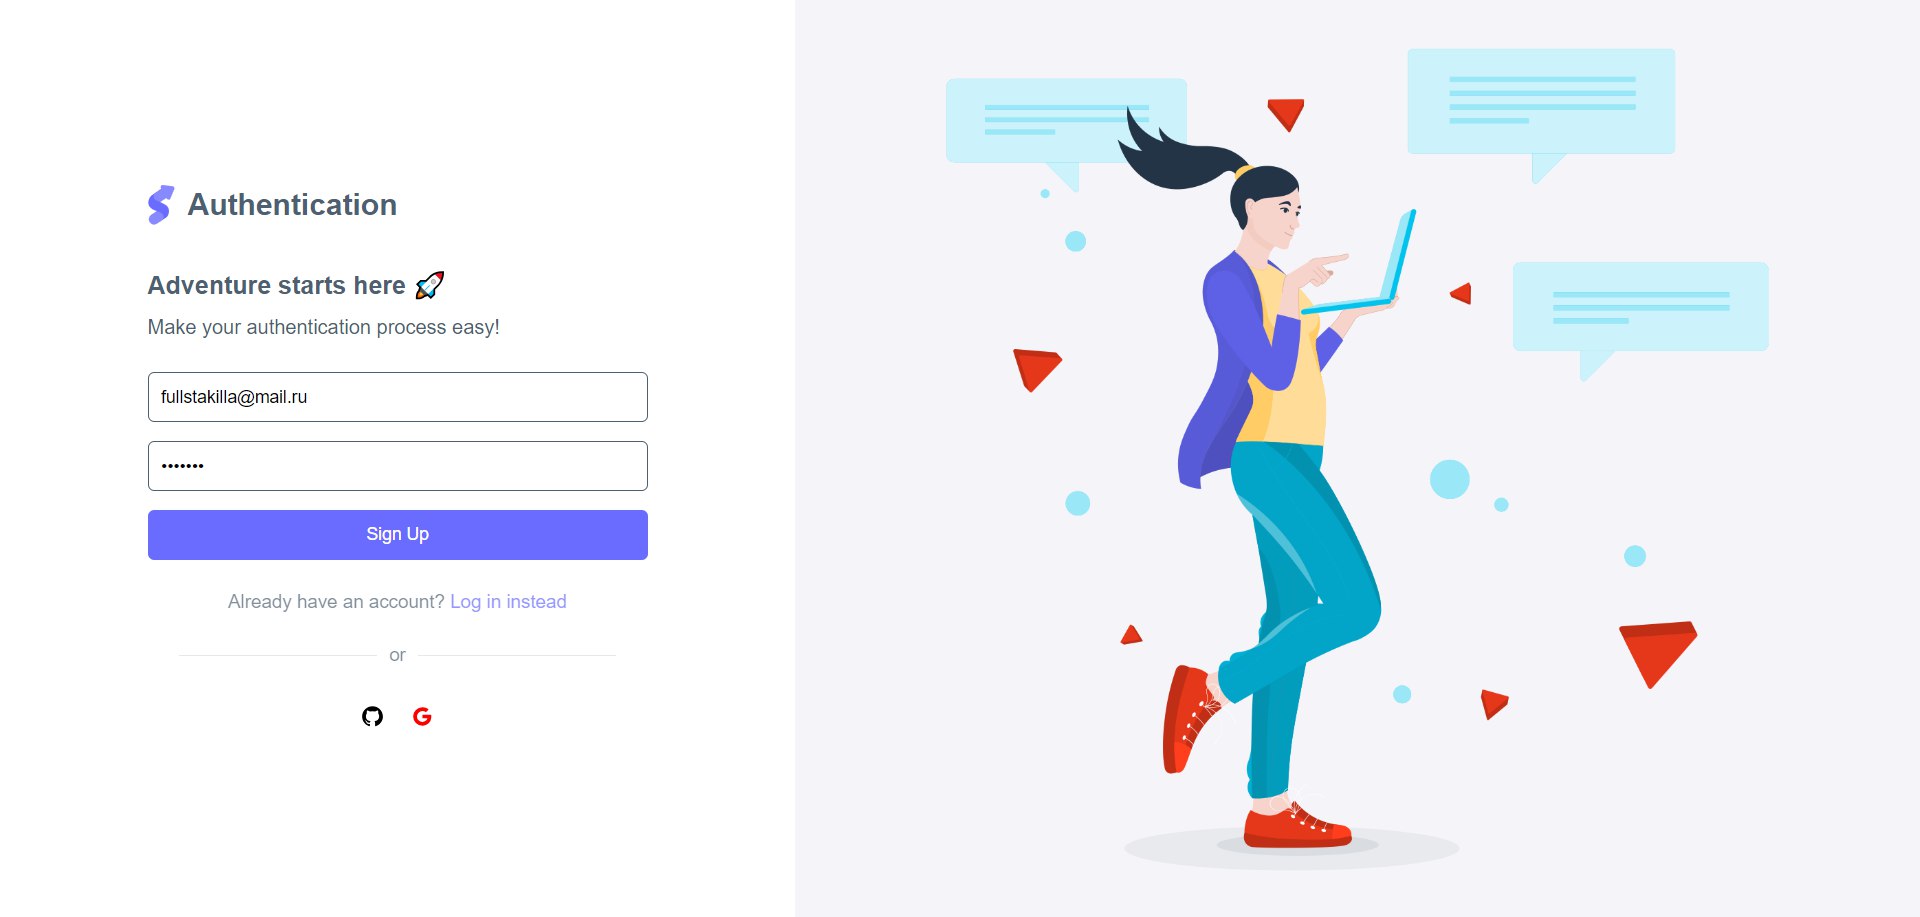 Authentication
Adventure starts here 🚀
Make your authentication process easy!
fullstakilla@mail.ru
•••••••
Sign Up
Already have an account? Log in instead
or